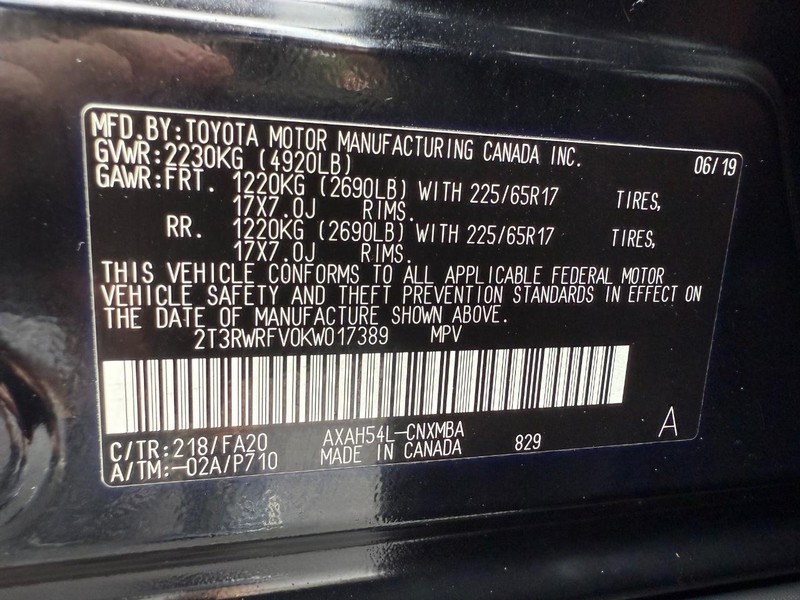 MFD.BY:TOYOTA MOTOR MANUFACTURING CANADA INC. 06/19
GVWR:2230KG (4920LB)
GAWR:FRT. 1220KG (2690LB) WITH 225/65R17 TIRES,
17X7.0J RIMS.
RR. 1220KG (2690LB) WITH 225/65R17 TIRES,
17X7.0J RIMS.
THIS VEHICLE CONFORMS TO ALL APPLICABLE FEDERAL MOTOR
VEHICLE SAFETY AND THEFT PREVENTION STANDARDS IN EFFECT ON
THE DATE OF MANUFACTURE SHOWN ABOVE.
2T3RWRFV0KW017389 MPV
C/TR:218/FA20 AXAH54L-CNXMBA 829 A
A/TM:-02A/P710 MADE IN CANADA